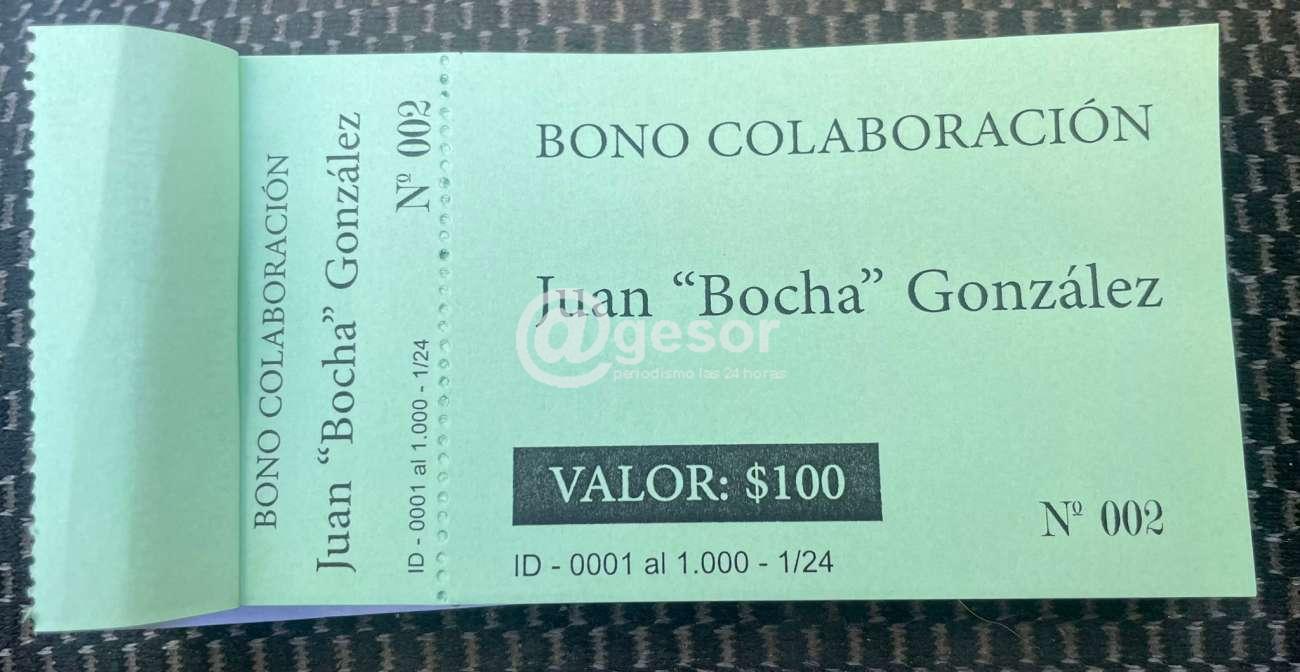 BONO COLABORACIÓN
Juan “Bocha” González
Nº 002
ID - 0001 al 1.000 - 1/24
BONO COLABORACIÓN
Juan “Bocha” González
@gesor
periodismo las 24 horas
VALOR: $100
Nº 002
ID - 0001 al 1.000 - 1/24